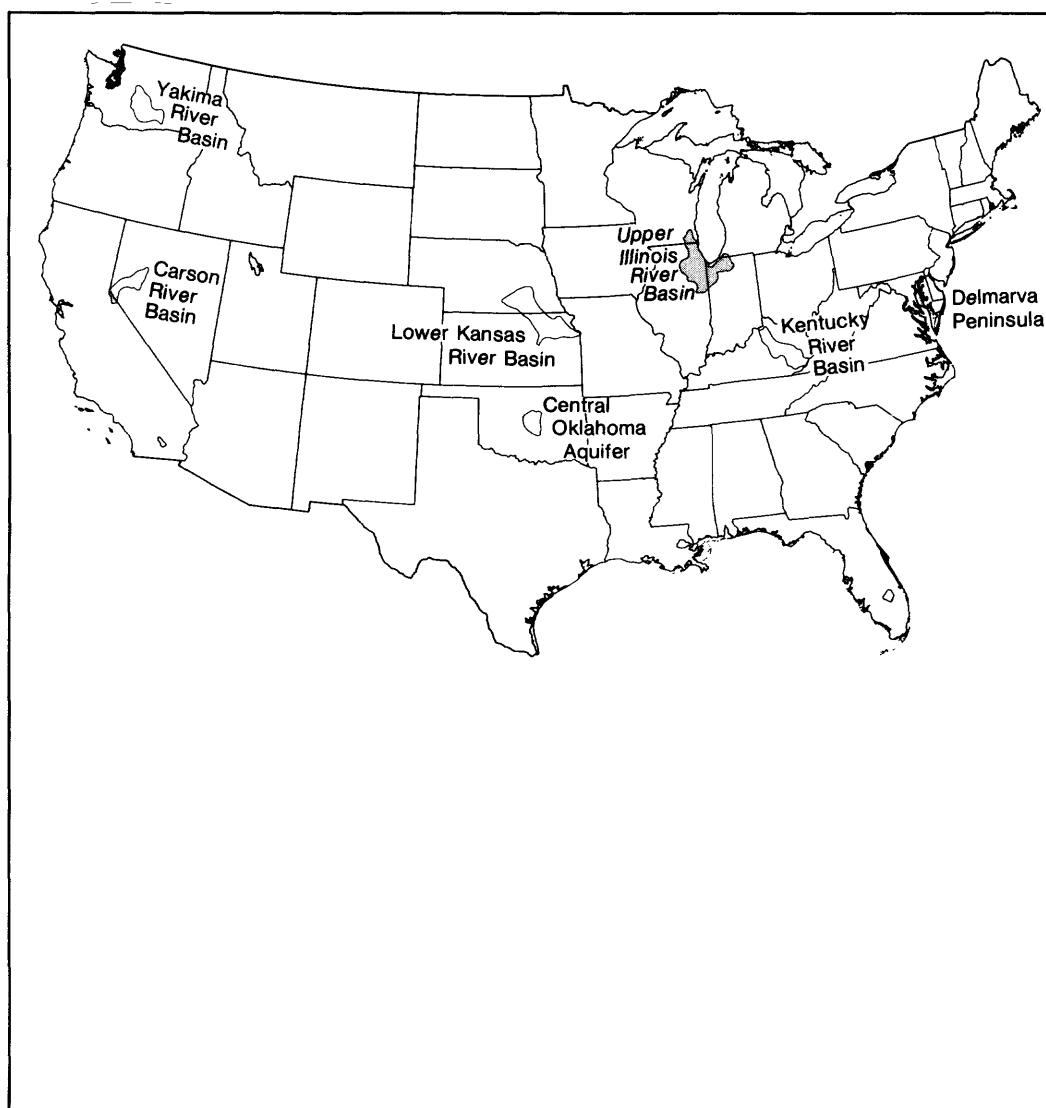 Yakima
River
Basin
Carson
River
Basin
Upper
Illinois
River
Basin
Lower Kansas
River Basin
Central
Oklahoma
Aquifer
Kentucky
River
Basin
Delmarva
Peninsula